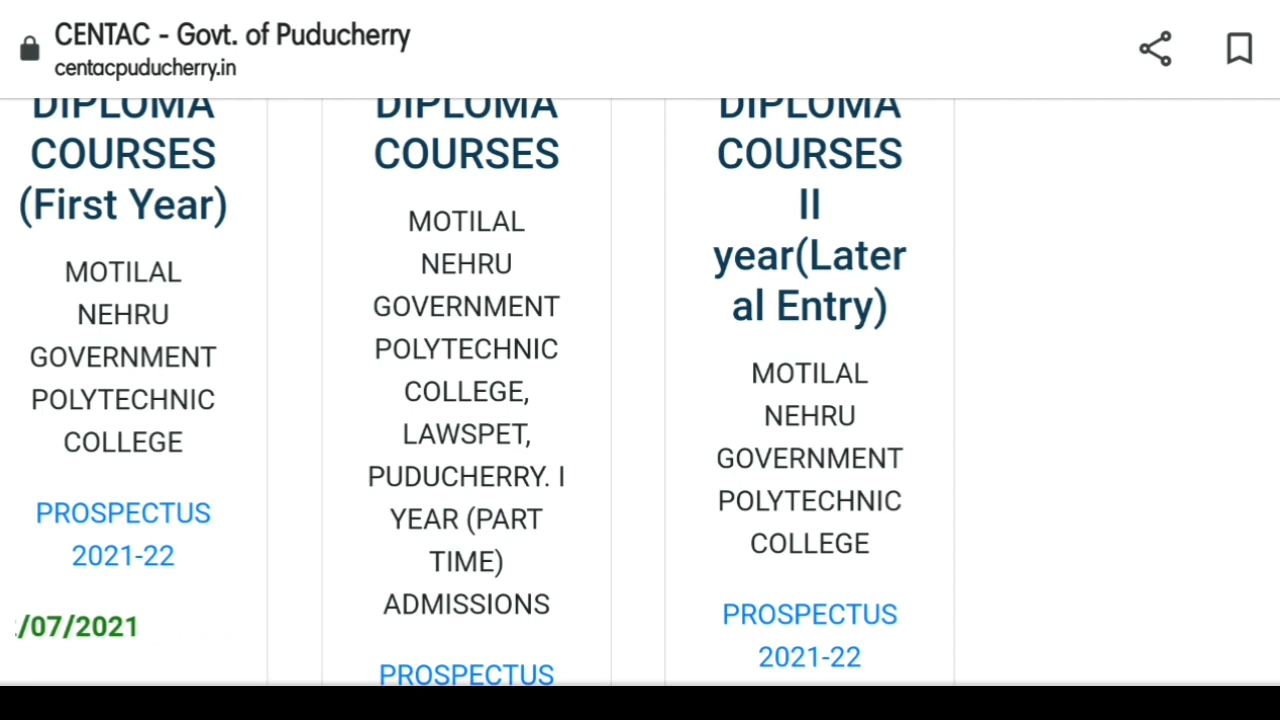 CENTAC - Govt. of Puducherry
centacpuducherry.in
DIPLOMA
COURSES
(First Year)
MOTILAL
NEHRU
GOVERNMENT
POLYTECHNIC
COLLEGE
PROSPECTUS
2021-22
/07/2021
DIPLOMA
COURSES
MOTILAL
NEHRU
GOVERNMENT
POLYTECHNIC
COLLEGE,
LAWSPET,
PUDUCHERRY. I
YEAR (PART
TIME)
ADMISSIONS
PROSPECTUS
DIPLOMA
COURSES
II
year(Later
al Entry)
MOTILAL
NEHRU
GOVERNMENT
POLYTECHNIC
COLLEGE
PROSPECTUS
2021-22